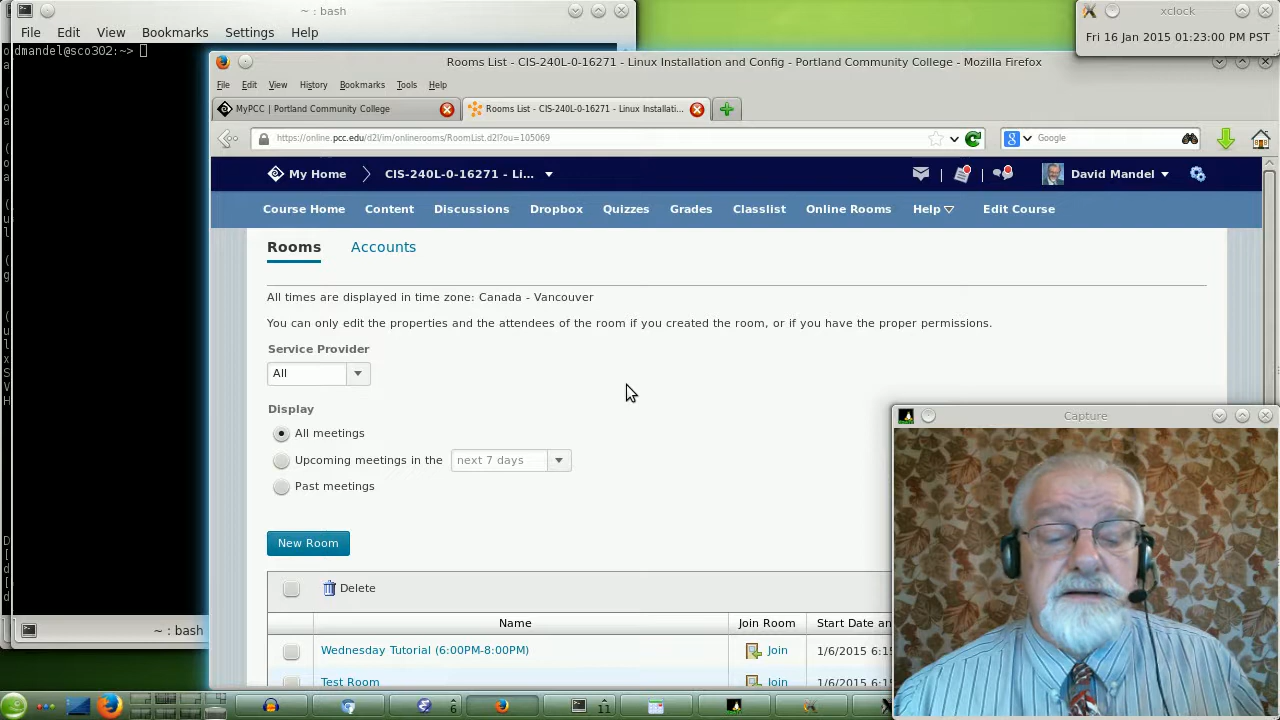 ~ : bash
File Edit View Bookmarks Settings Help
dmandel@sco302:~>
xclock
Fri 16 Jan 2015 01:23:00 PM PST
Rooms List - CIS-240L-0-16271 - Linux Installation and Config - Portland Community College - Mozilla Firefox
File Edit View History Bookmarks Tools Help
MyPCC | Portland Community College
Rooms List - CIS-240L-0-16271 - Linux Installati...
https://online.pcc.edu/d2l/im/onlinerooms/RoomList.d2l?ou=105069
Google
My Home
CIS-240L-0-16271 - Li...
David Mandel
Course Home Content Discussions Dropbox Quizzes Grades Classlist Online Rooms Help Edit Course
Rooms Accounts
All times are displayed in time zone: Canada - Vancouver
You can only edit the properties and the attendees of the room if you created the room, or if you have the proper permissions.
Service Provider
All
Display
All meetings
Upcoming meetings in the next 7 days
Past meetings
New Room
Delete
Name Join Room Start Date an
Wednesday Tutorial (6:00PM-8:00PM) Join 1/6/2015 6:15
Test Room Join 1/6/2015 6:15
Capture
~ : bash
6
11